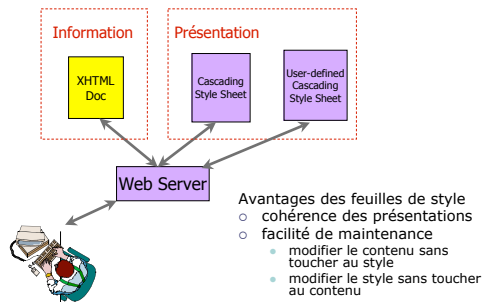 Information
Présentation
XHTML
Doc
Cascading
Style Sheet
User-defined
Cascading
Style Sheet
Web Server
Avantages des feuilles de style
cohérence des présentations
facilité de maintenance
modifier le contenu sans
toucher au style
modifier le style sans toucher
au contenu